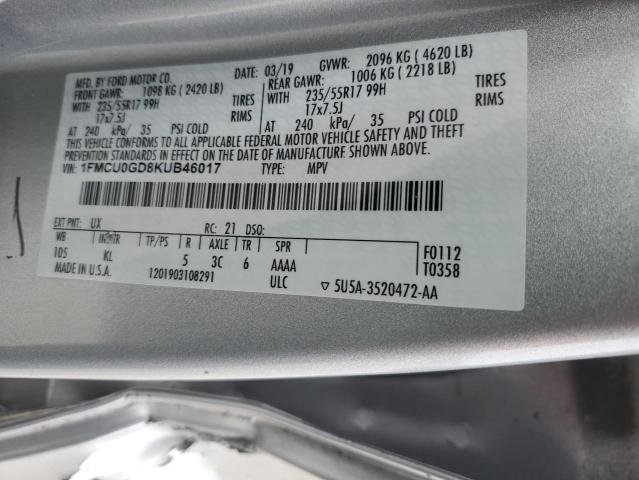 MFD. BY FORD MOTOR CO.
DATE: 03/19
GVWR: 2096 KG ( 4620 LB)
FRONT GAWR: 1098 KG ( 2420 LB)
REAR GAWR: 1006 KG ( 2218 LB)
WITH 235/55R17 99H TIRES
WITH 235/55R17 99H TIRES
17x7.5J RIMS
17x7.5J RIMS
AT 240 kPa/ 35 PSI COLD
AT 240 kPa/ 35 PSI COLD
THIS VEHICLE CONFORMS TO ALL APPLICABLE FEDERAL MOTOR VEHICLE SAFETY AND THEFT
PREVENTION STANDARDS IN EFFECT ON THE DATE OF MANUFACTURE SHOWN ABOVE.
VIN: 1FMCU0GD8KUB46017 TYPE: MPV
EXT PNT: UX RC: 21 DSO:
WB TP/PS R AXLE TR SPR
105 KL 5 3C 6 AAAA
F0112
T0358
MADE IN U.S.A. 1201903108291 ULC ▽ 5U5A-3520472-AA